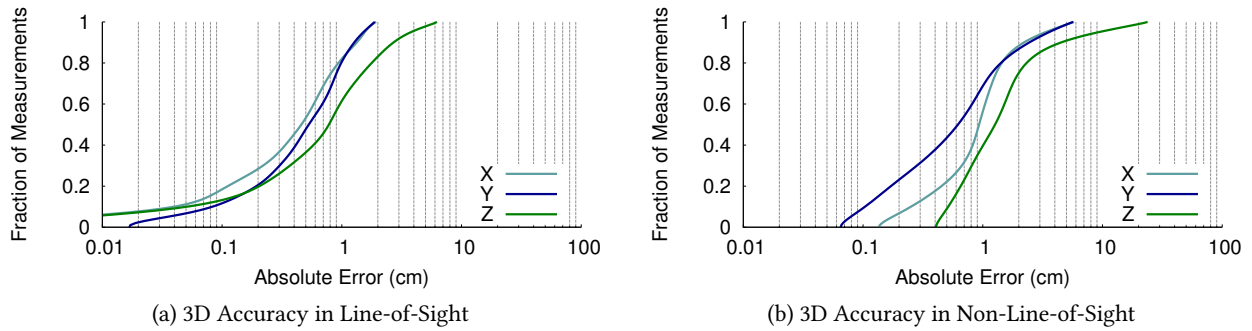 Fraction of Measurements
1
0.8
0.6
0.4
0.2
0
X
Y
Z
0.01 0.1 1 10 100
Absolute Error (cm)
(a) 3D Accuracy in Line-of-Sight
Fraction of Measurements
1
0.8
0.6
0.4
0.2
0
X
Y
Z
0.01 0.1 1 10 100
Absolute Error (cm)
(b) 3D Accuracy in Non-Line-of-Sight